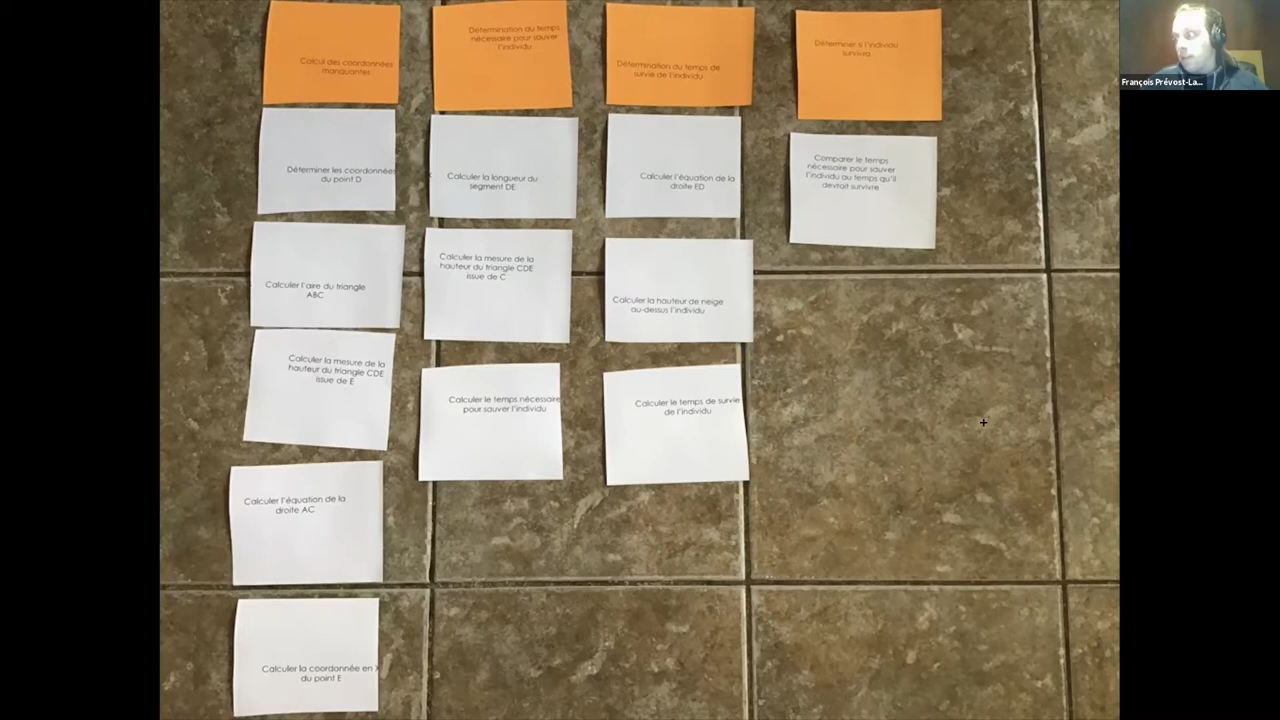 Calcul des coordonnées
manquantes
Détermination du temps
nécessaire pour sauver
l'individu
Détermination du temps de
survie de l'individu
Déterminer si l'individu
survivra
Déterminer les coordonnées
du point D
Calculer l'aire du triangle
ABC
Calculer la mesure de la
hauteur du triangle CDE
issue de E
Calculer l'équation de la
droite AC
Calculer la coordonnée en X
du point E
Calculer la longueur du
segment DE
Calculer la mesure de la
hauteur du triangle CDE
issue de C
Calculer le temps nécessaire
pour sauver l'individu
Calculer l'équation de la
droite ED
Calculer la hauteur de neige
au-dessus l'individu
Calculer le temps de survie
de l'individu
Comparer le temps
nécessaire pour sauver
l'individu au temps qu'il
devrait survivre
François Prévost-La...